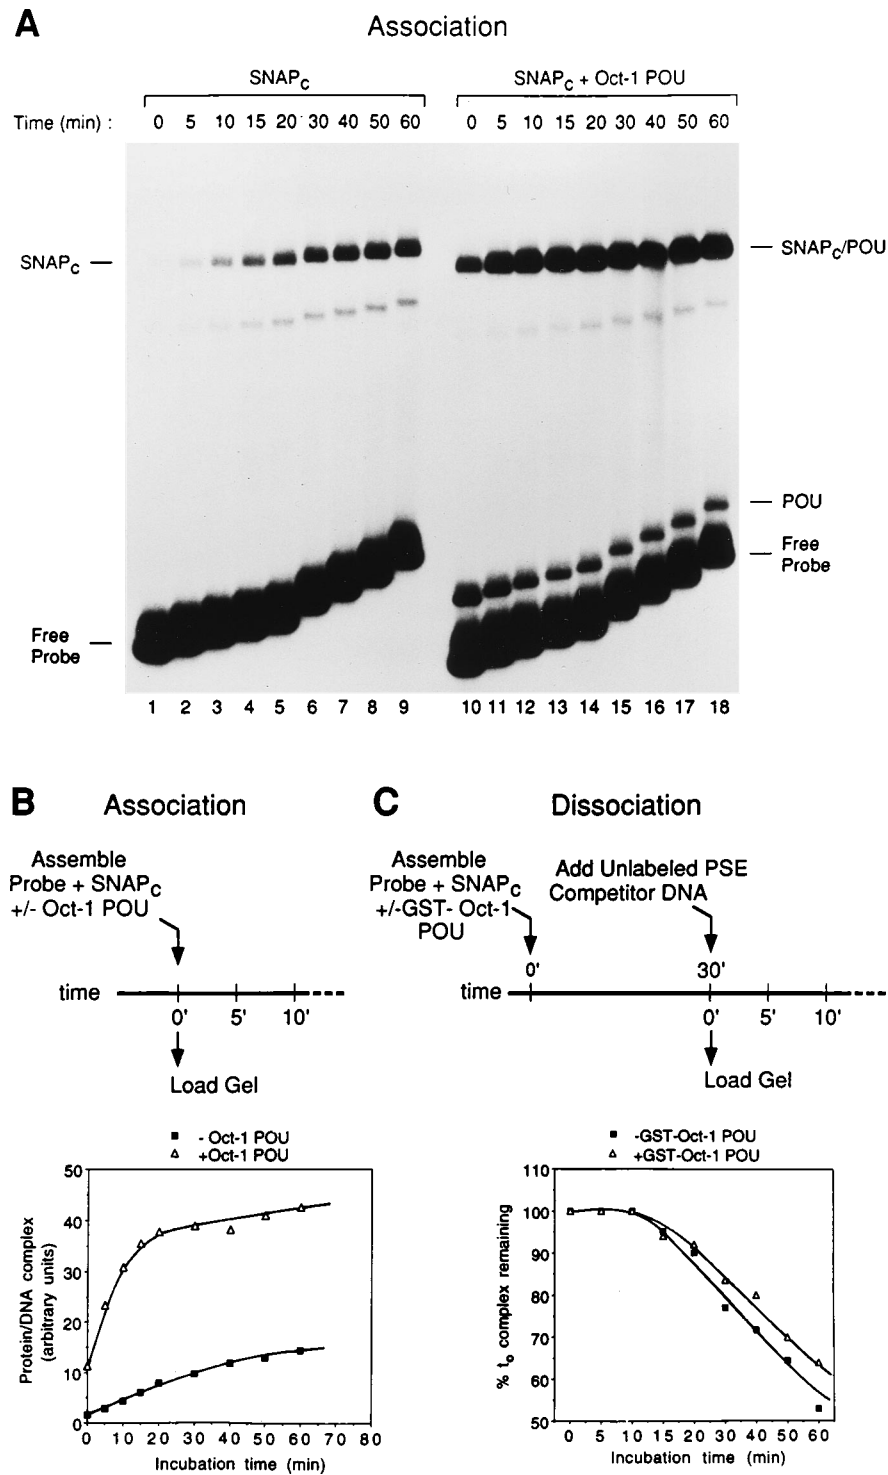 A
Association
SNAPC
SNAPC + Oct-1 POU
Time (min) : 0 5 10 15 20 30 40 50 60 0 5 10 15 20 30 40 50 60
SNAPC
SNAPC/POU
POU
Free
Probe
Free
Probe
1 2 3 4 5 6 7 8 9 10 11 12 13 14 15 16 17 18
B
Association
Assemble
Probe + SNAPC
+/- Oct-1 POU
time
0' 5' 10'
Load Gel
- Oct-1 POU
+Oct-1 POU
Protein/DNA complex
(arbitrary units)
50
40
30
20
10
0
0 10 20 30 40 50 60 70 80
Incubation time (min)
C
Dissociation
Assemble
Probe + SNAPC
+/-GST- Oct-1
POU
Add Unlabeled PSE
Competitor DNA
0' 30'
time
0' 5' 10'
Load Gel
-GST-Oct-1 POU
+GST-Oct-1 POU
% to complex remaining
110
100
90
80
70
60
50
0 5 10 15 20 30 40 50 60
Incubation time (min)